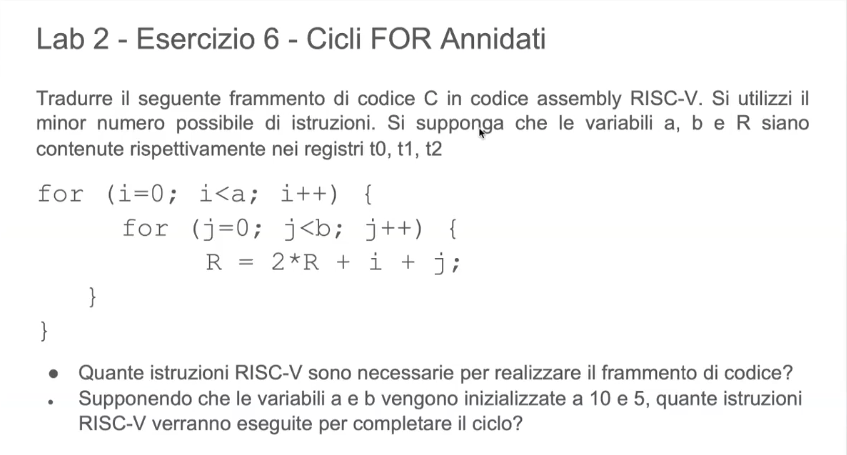 Lab 2 - Esercizio 6 - Cicli FOR Annidati
Tradurre il seguente frammento di codice C in codice assembly RISC-V. Si utilizzi il
minor numero possibile di istruzioni. Si supponga che le variabili a, b e R siano
contenute rispettivamente nei registri t0, t1, t2
for (i=0; i<a; i++) {
for (j=0; j<b; j++) {
R = 2*R + i + j;
}
}
● Quante istruzioni RISC-V sono necessarie per realizzare il frammento di codice?
• Supponendo che le variabili a e b vengono inizializzate a 10 e 5, quante istruzioni
RISC-V verranno eseguite per completare il ciclo?